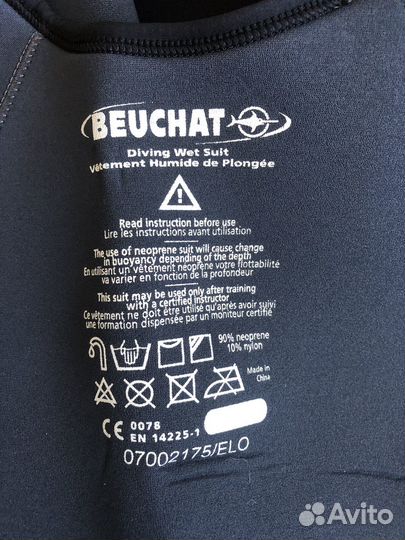 BEUCHAT
Diving Wet Suit
Vêtement Humide de Plongée
Read instruction before use
Lire les instructions avant utilisation
The use of neoprene suit will cause change
in buoyancy depending of the depth
En utilisant un vêtement neoprène votre flottabilité
va varier en fonction de la profondeur
This suit may be used only after training
with a certified instructor
Ce vêtement ne doit être utilisé qu'après avoir suivi
une formation dispensée par un moniteur certifié
90% neoprene
10% nylon
Made in
China
CE 0078
EN 14225-1
07002175/ELO
Avito